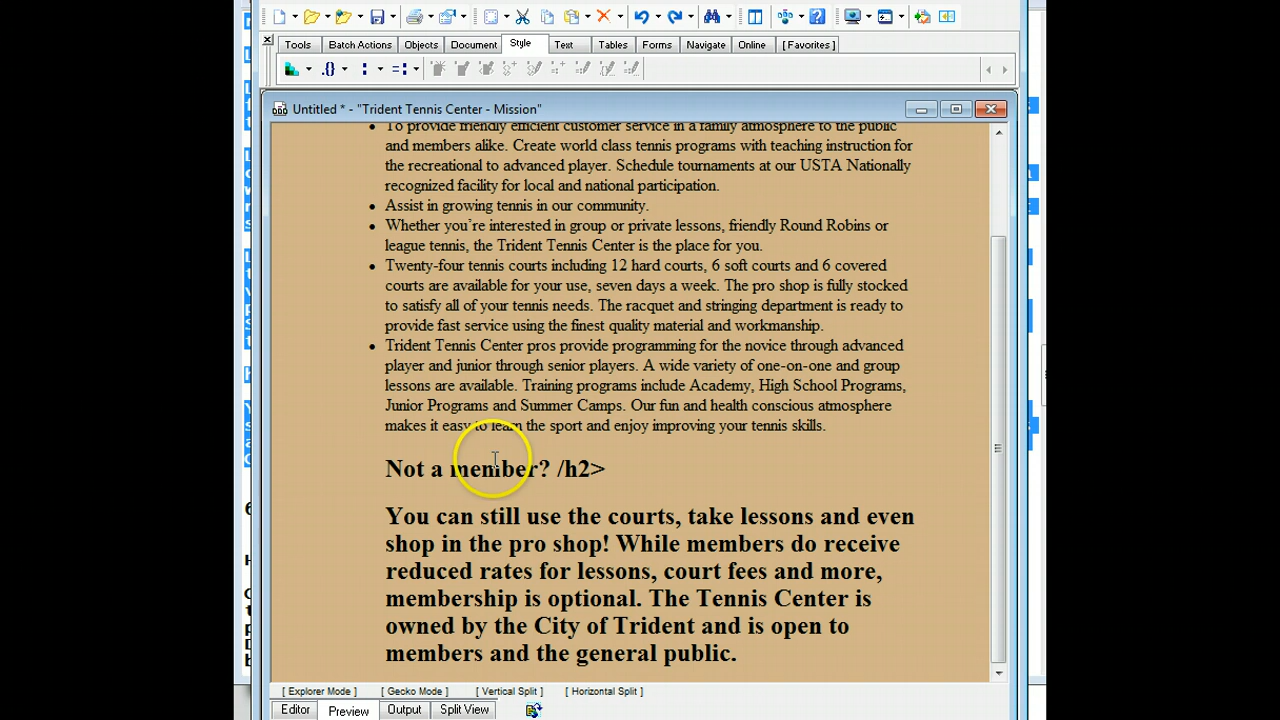 Tools Batch Actions Objects Document Style Text Tables Forms Navigate Online [ Favorites ]
Untitled * - "Trident Tennis Center - Mission"
• To provide friendly efficient customer service in a family atmosphere to the public
and members alike. Create world class tennis programs with teaching instruction for
the recreational to advanced player. Schedule tournaments at our USTA Nationally
recognized facility for local and national participation.
• Assist in growing tennis in our community.
• Whether you're interested in group or private lessons, friendly Round Robins or
league tennis, the Trident Tennis Center is the place for you.
• Twenty-four tennis courts including 12 hard courts, 6 soft courts and 6 covered
courts are available for your use, seven days a week. The pro shop is fully stocked
to satisfy all of your tennis needs. The racquet and stringing department is ready to
provide fast service using the finest quality material and workmanship.
• Trident Tennis Center pros provide programming for the novice through advanced
player and junior through senior players. A wide variety of one-on-one and group
lessons are available. Training programs include Academy, High School Programs,
Junior Programs and Summer Camps. Our fun and health conscious atmosphere
makes it easy to learn the sport and enjoy improving your tennis skills.
Not a member? /h2>
You can still use the courts, take lessons and even
shop in the pro shop! While members do receive
reduced rates for lessons, court fees and more,
membership is optional. The Tennis Center is
owned by the City of Trident and is open to
members and the general public.
[ Explorer Mode ] [ Gecko Mode ] [ Vertical Split ] [ Horizontal Split ]
Editor Preview Output Split View